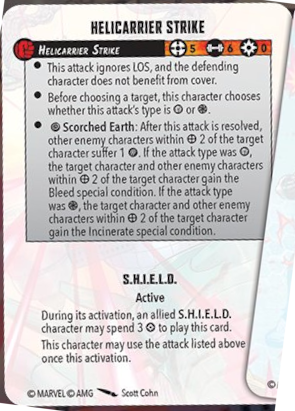 HELICARRIER STRIKE
HELICARRIER STRIKE 5 6 0
This attack ignores LOS, and the defending
character does not benefit from cover.
Before choosing a target, this character chooses
whether this attack's type is or .
Scorched Earth: After this attack is resolved,
other enemy characters within 2 of the target
character suffer 1 . If the attack type was ,
the target character and other enemy characters
within 2 of the target character gain the
Bleed special condition. If the attack type
was , the target character and other enemy
characters within 2 of the target character
gain the Incinerate special condition.
S.H.I.E.L.D.
Active
During its activation, an allied S.H.I.E.L.D.
character may spend 3 to play this card.
This character may use the attack listed above
once this activation.
© MARVEL © AMG Scott Cohn
©